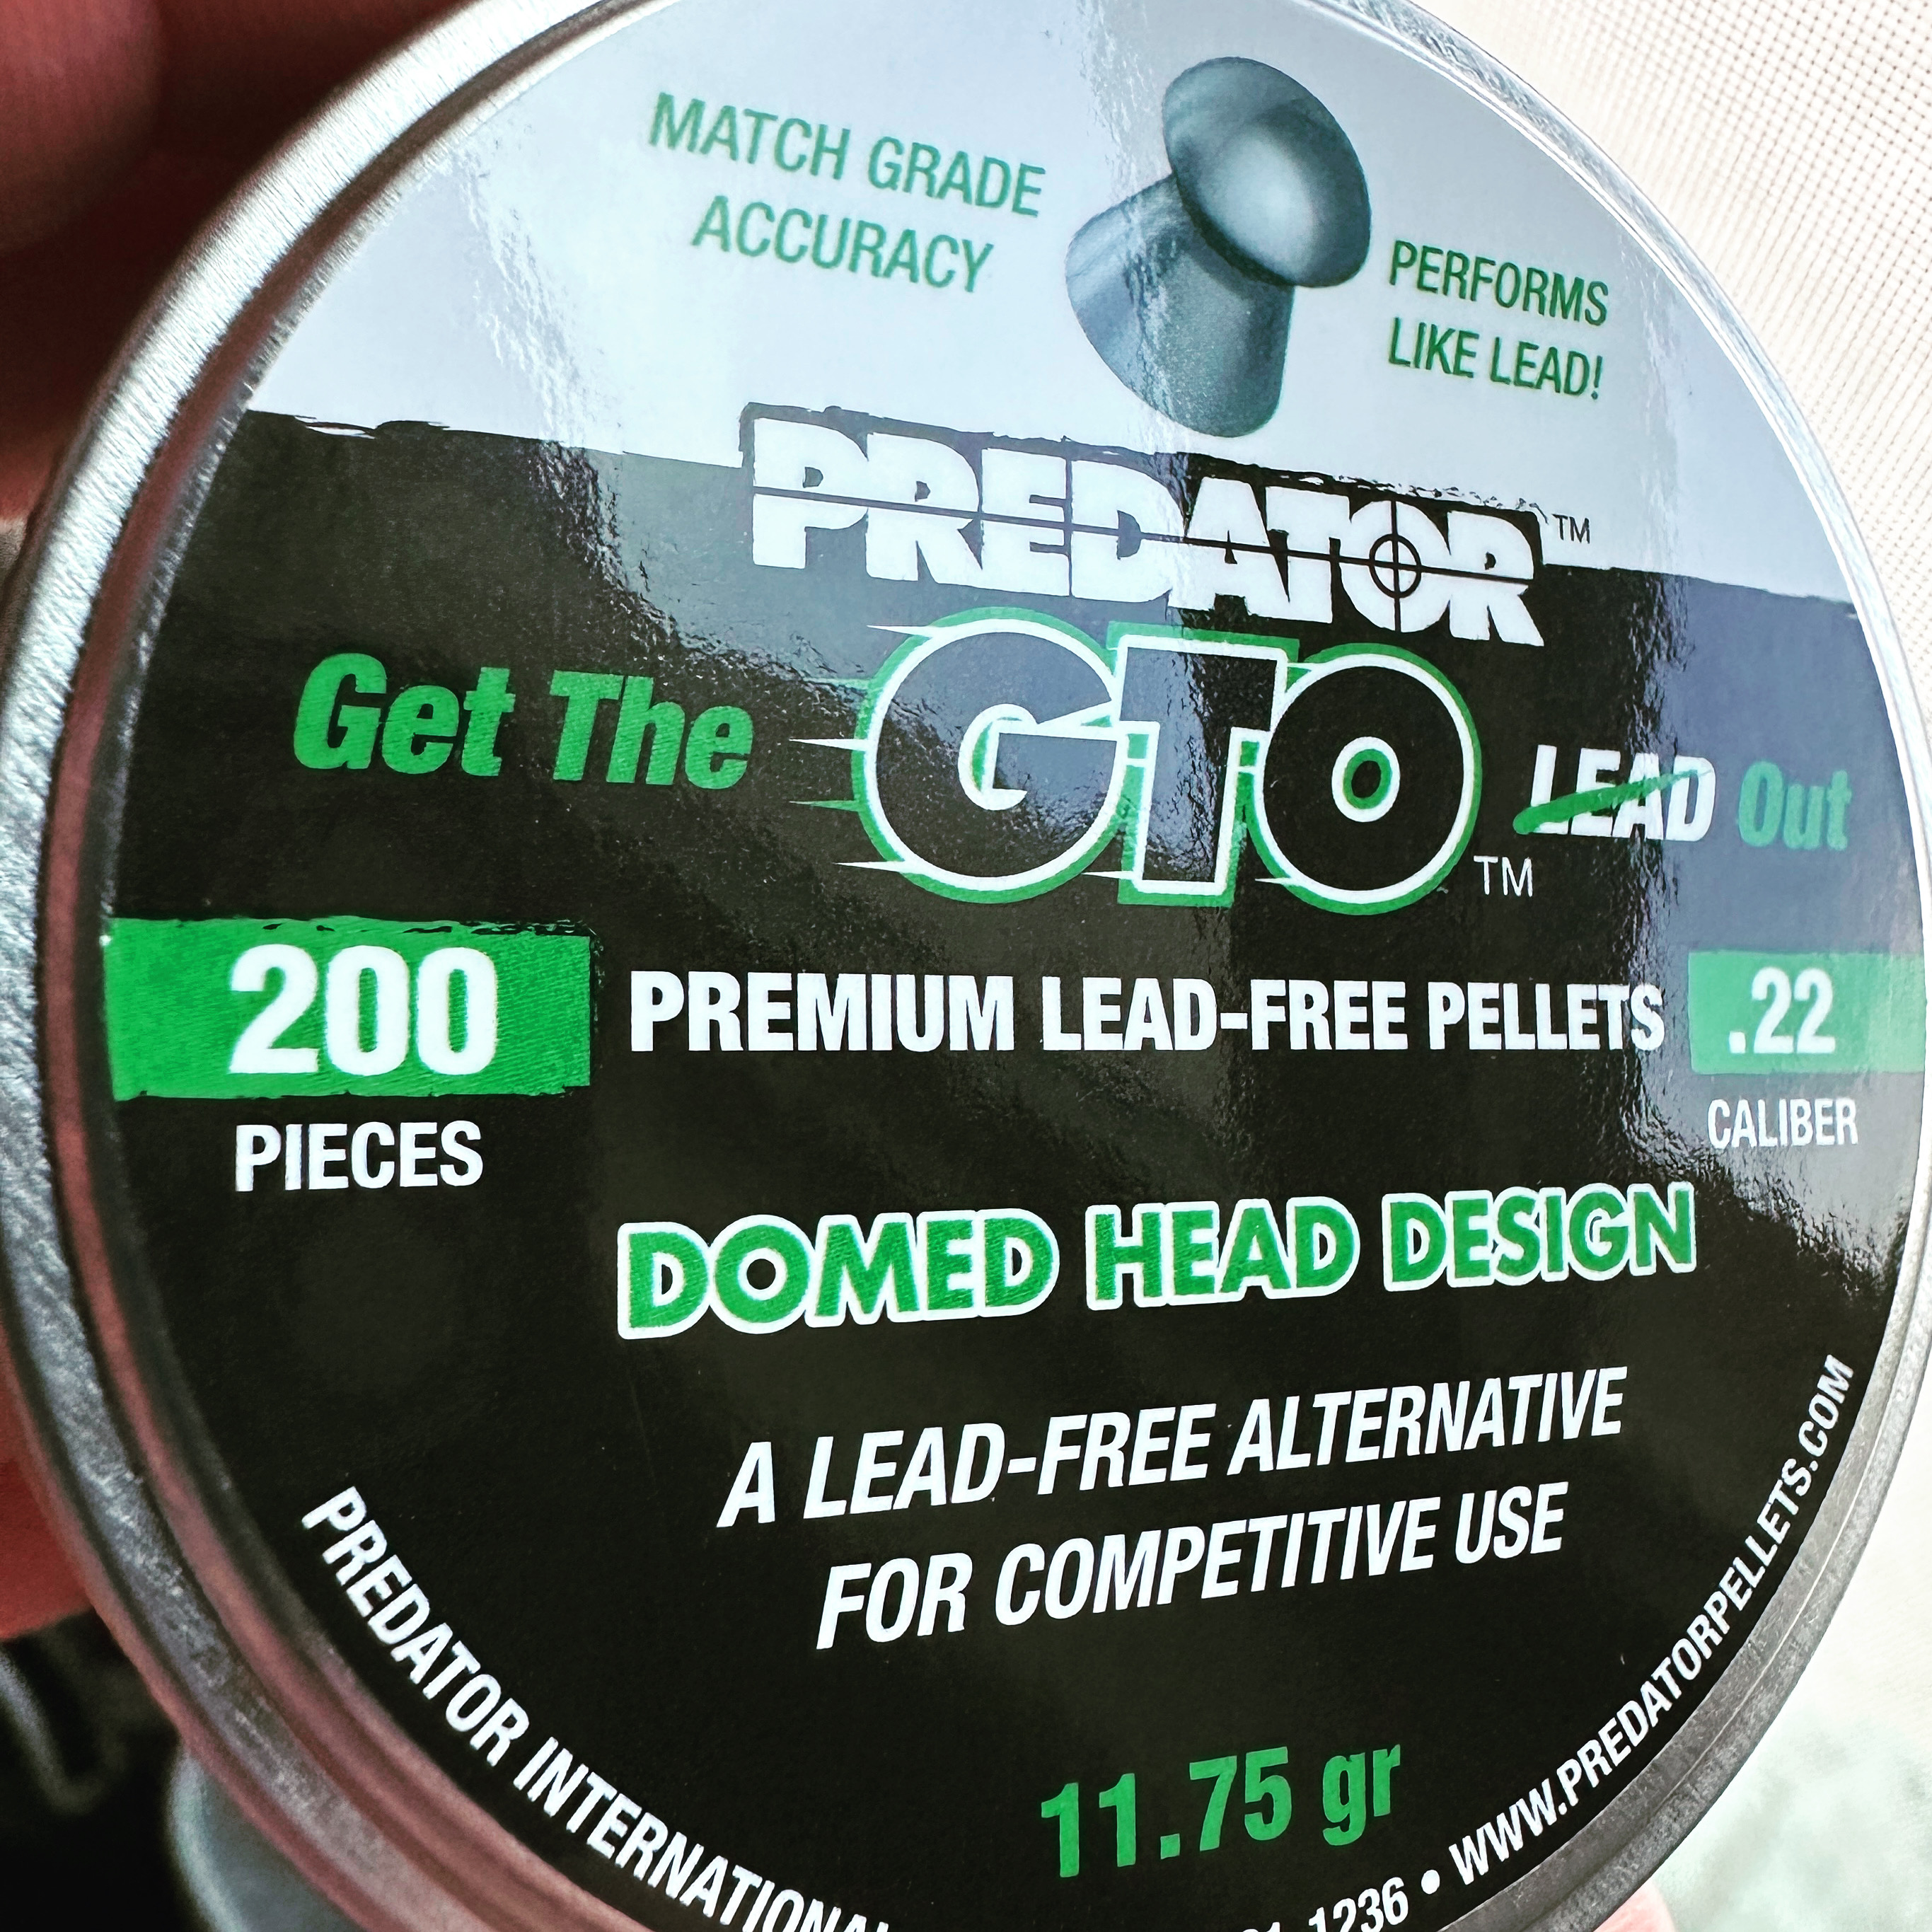 MATCH GRADE
ACCURACY
PERFORMS
LIKE LEAD!
PREDATOR™
Get The GTO™ LEAD Out
200 PIECES
PREMIUM LEAD-FREE PELLETS
.22 CALIBER
DOMED HEAD DESIGN
A LEAD-FREE ALTERNATIVE
FOR COMPETITIVE USE
11.75 gr
PREDATOR INTERNATIONAL 1236 • WWW.PREDATORPELLETS.COM